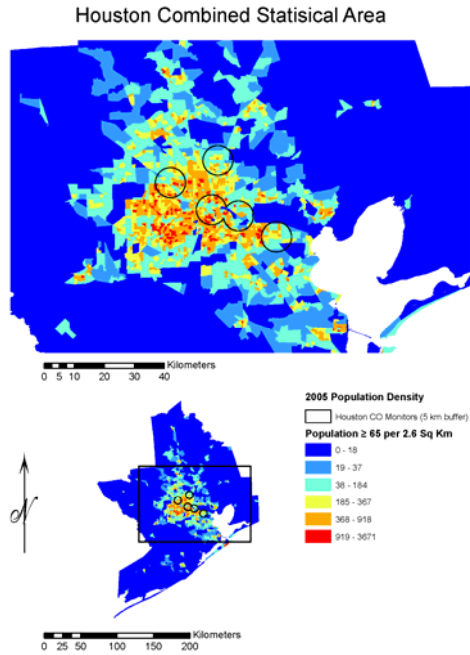 Houston Combined Statisical Area
Kilometers
0 5 10 20 30 40
2005 Population Density
Houston CO Monitors (5 km buffer)
Population ≥ 65 per 2.6 Sq Km
0 - 18
19 - 37
38 - 184
185 - 367
368 - 918
919 - 3671
N
Kilometers
0 25 50 100 150 200